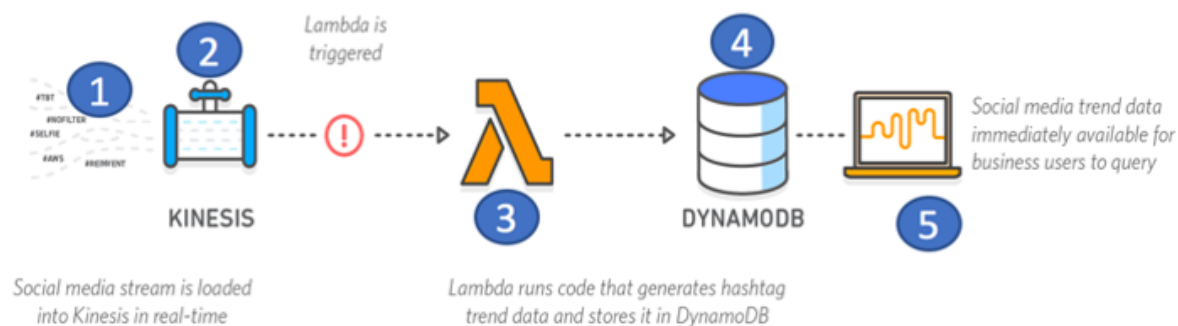 Lambda is
triggered
1
2
3
4
5
#TBT
#NOFILTER
#SELFIE
#AWS
#REINVENT
KINESIS
DYNAMODB
Social media trend data
immediately available for
business users to query
Social media stream is loaded
into Kinesis in real-time
Lambda runs code that generates hashtag
trend data and stores it in DynamoDB